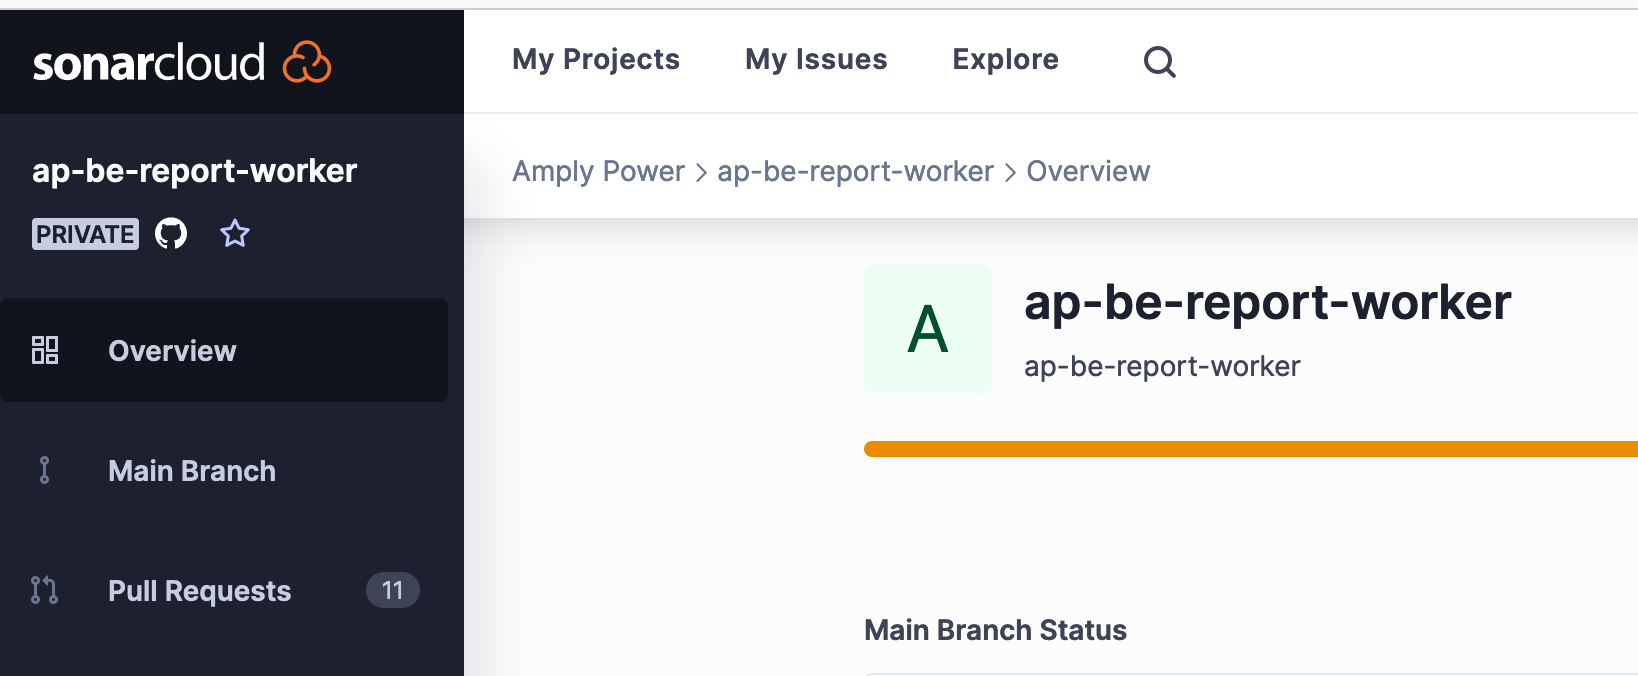 sonarcloud
My Projects My Issues Explore
ap-be-report-worker
PRIVATE
Overview
Main Branch
Pull Requests 11
Amply Power > ap-be-report-worker > Overview
A
ap-be-report-worker
ap-be-report-worker
Main Branch Status